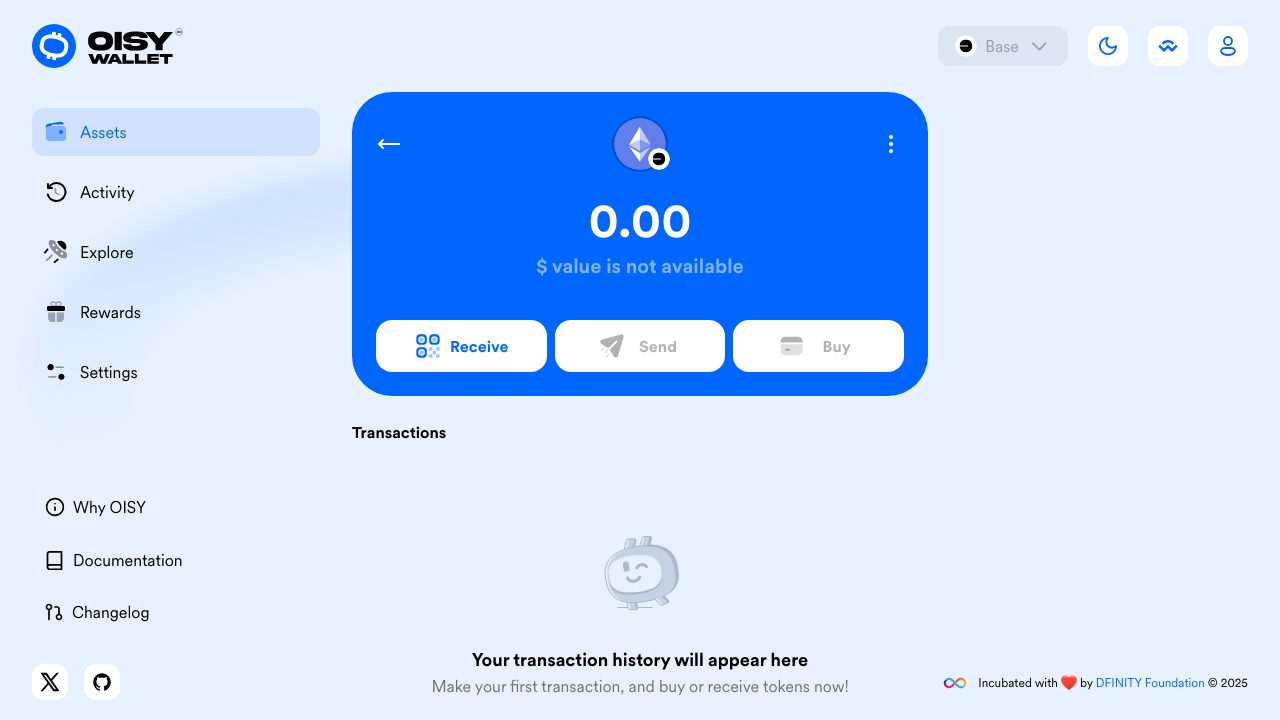 OISY
WALLET
Base
Assets
Activity
Explore
Rewards
Settings
Why OISY
Documentation
Changelog
0.00
$ value is not available
Receive
Send
Buy
Transactions
Your transaction history will appear here
Make your first transaction, and buy or receive tokens now!
Incubated with ❤️ by DFINITY Foundation © 2025